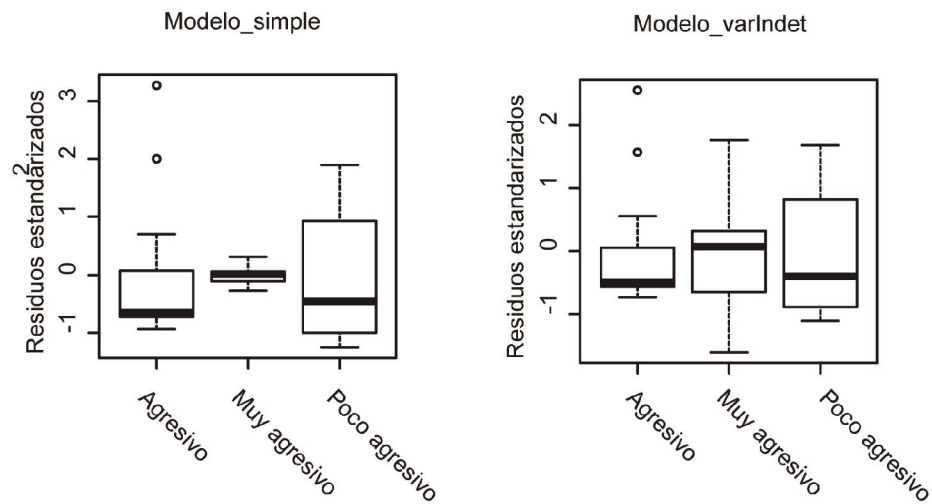 Modelo_simple
Residuos estandarizados
2
3
2
1
0
-1
Agresivo
Muy agresivo
Poco agresivo
Modelo_varIndet
Residuos estandarizados
2
1
0
-1
Agresivo
Muy agresivo
Poco agresivo